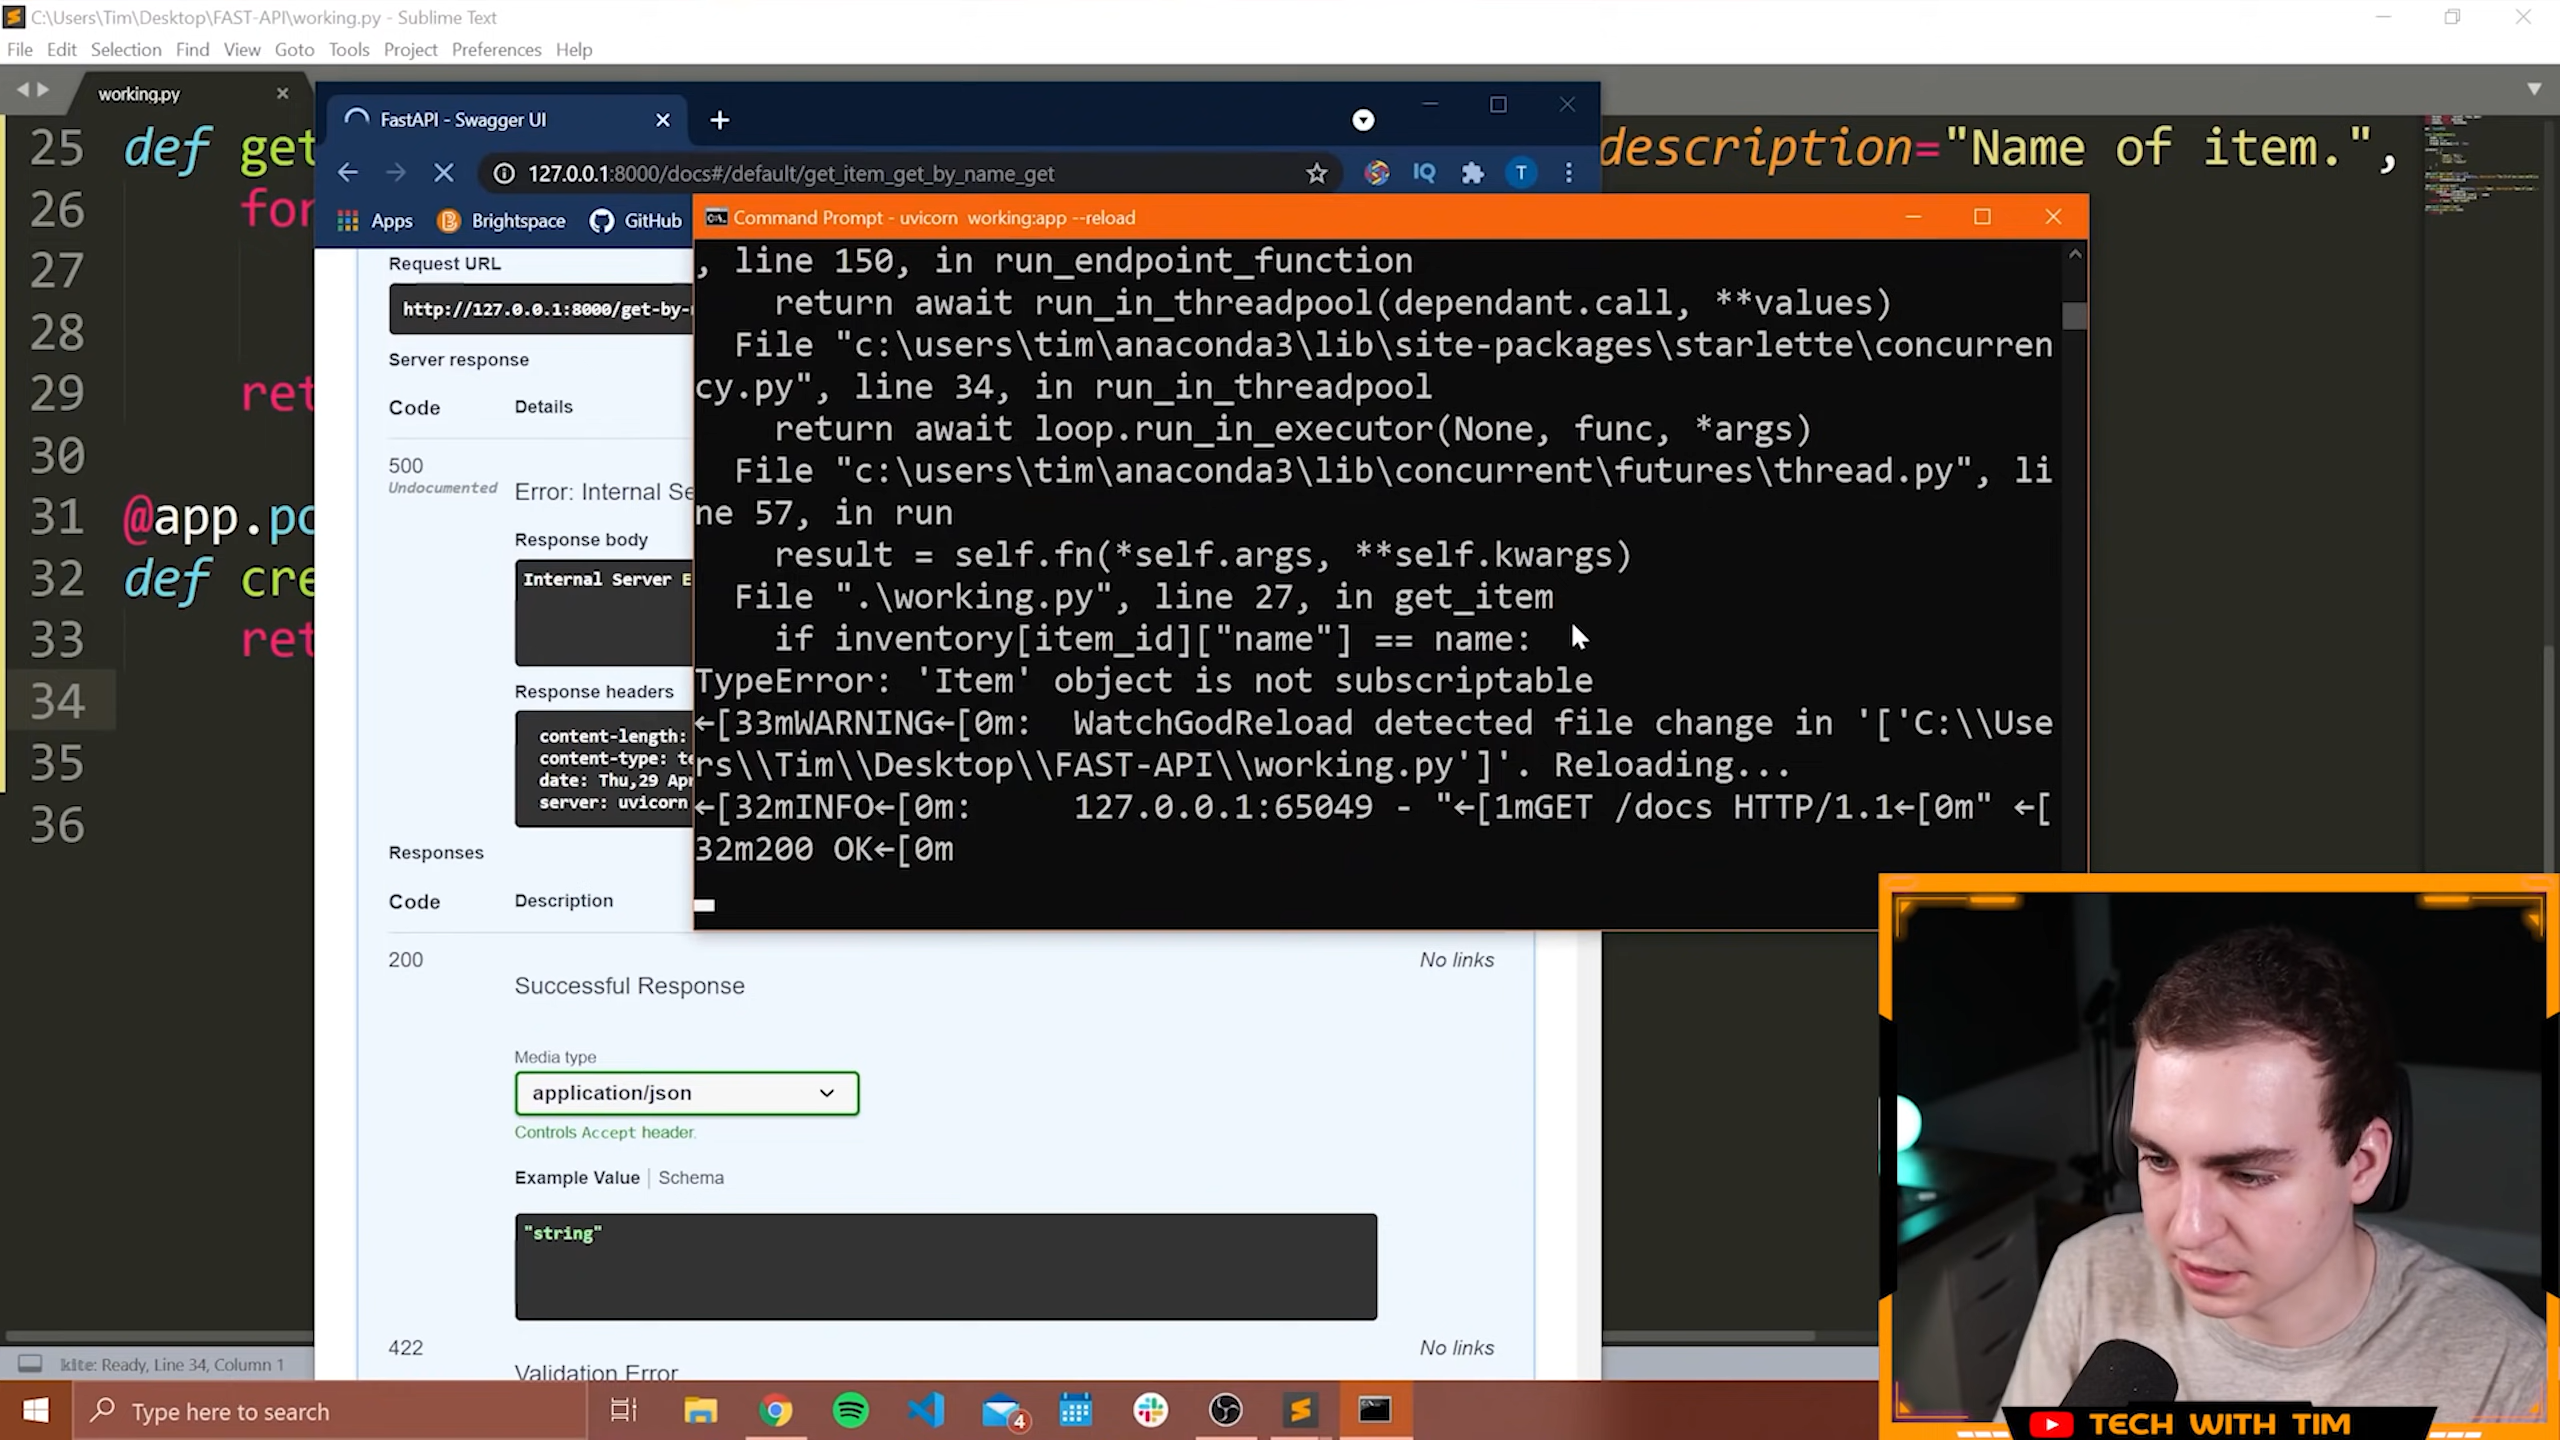 C:\Users\Tim\Desktop\FAST-API\working.py - Sublime Text
File Edit Selection Find View Goto Tools Project Preferences Help
working.py
FastAPI - Swagger UI
127.0.0.1:8000/docs#/default/get_item_get_by_name_get
IQ
T
Apps Brightspace GitHub
25 def get
description="Name of item.",
26 for
27
28
29 ret
30
31 @app.po
32 def cre
33 ret
34
35
36
Command Prompt - uvicorn working:app --reload
, line 150, in run_endpoint_function
return await run_in_threadpool(dependant.call, **values)
File "c:\users\tim\anaconda3\lib\site-packages\starlette\concurren
cy.py", line 34, in run_in_threadpool
return await loop.run_in_executor(None, func, *args)
File "c:\users\tim\anaconda3\lib\concurrent\futures\thread.py", li
ne 57, in run
result = self.fn(*self.args, **self.kwargs)
File ".\working.py", line 27, in get_item
if inventory[item_id]["name"] == name:
TypeError: 'Item' object is not subscriptable
←[33mWARNING←[0m: WatchGodReload detected file change in '['C:\\Use
rs\\Tim\\Desktop\\FAST-API\\working.py']'. Reloading...
←[32mINFO←[0m: 127.0.0.1:65049 - "←[1mGET /docs HTTP/1.1←[0m" ←[
32m200 OK←[0m
Request URL
http://127.0.0.1:8000/get-by-
Server response
Code Details
500
Undocumented
Error: Internal Se
Response body
Internal Server E
Response headers
content-length:
content-type: te
date: Thu,29 Apr
server: uvicorn
Responses
Code Description
200
No links
Successful Response
Media type
application/json
Controls Accept header.
Example Value | Schema
"string"
422
No links
Validation Error
kite: Ready, Line 34, Column 1
Type here to search
4
TECH WITH TIM